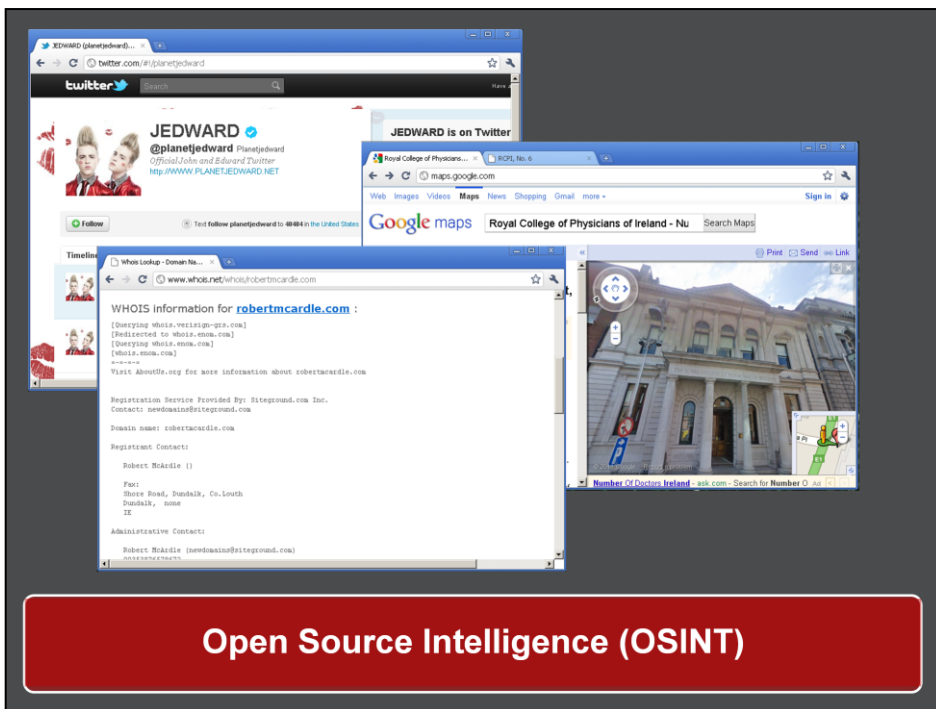 JEDWARD (planetjedward)...
twitter.com/#!/planetjedward
twitter
Search
Have a
JEDWARD
@planetjedward Planetjedward
Official John and Edward Twitter
http://WWW.PLANETJEDWARD.NET
JEDWARD is on Twitter
Follow
Text follow planetjedward to 40404 in the United States
Timeline
Royal College of Physicians...
RCPI, No. 6
maps.google.com
Web Images Videos Maps News Shopping Gmail more
Sign in
Google maps
Royal College of Physicians of Ireland - Nu
Search Maps
Print Send Link
E1
Number Of Doctors Ireland - ask.com - Search for Number O Ad
Whois Lookup - Domain Na...
www.whois.net/whois/robertmcardle.com
WHOIS information for robertmcardle.com :
[Querying whois.verisign-grs.com]
[Redirected to whois.enom.com]
[Querying whois.enom.com]
[whois.enom.com]
=-=-=-=
Visit AboutUs.org for more information about robertmcardle.com
Registration Service Provided By: Siteground.com Inc.
Contact: newdomains@siteground.com
Domain name: robertmcardle.com
Registrant Contact:
Robert McArdle ()
Fax:
Shore Road, Dundalk, Co.Louth
Dundalk, none
IE
Administrative Contact:
Robert McArdle (newdomains@siteground.com)
Open Source Intelligence (OSINT)